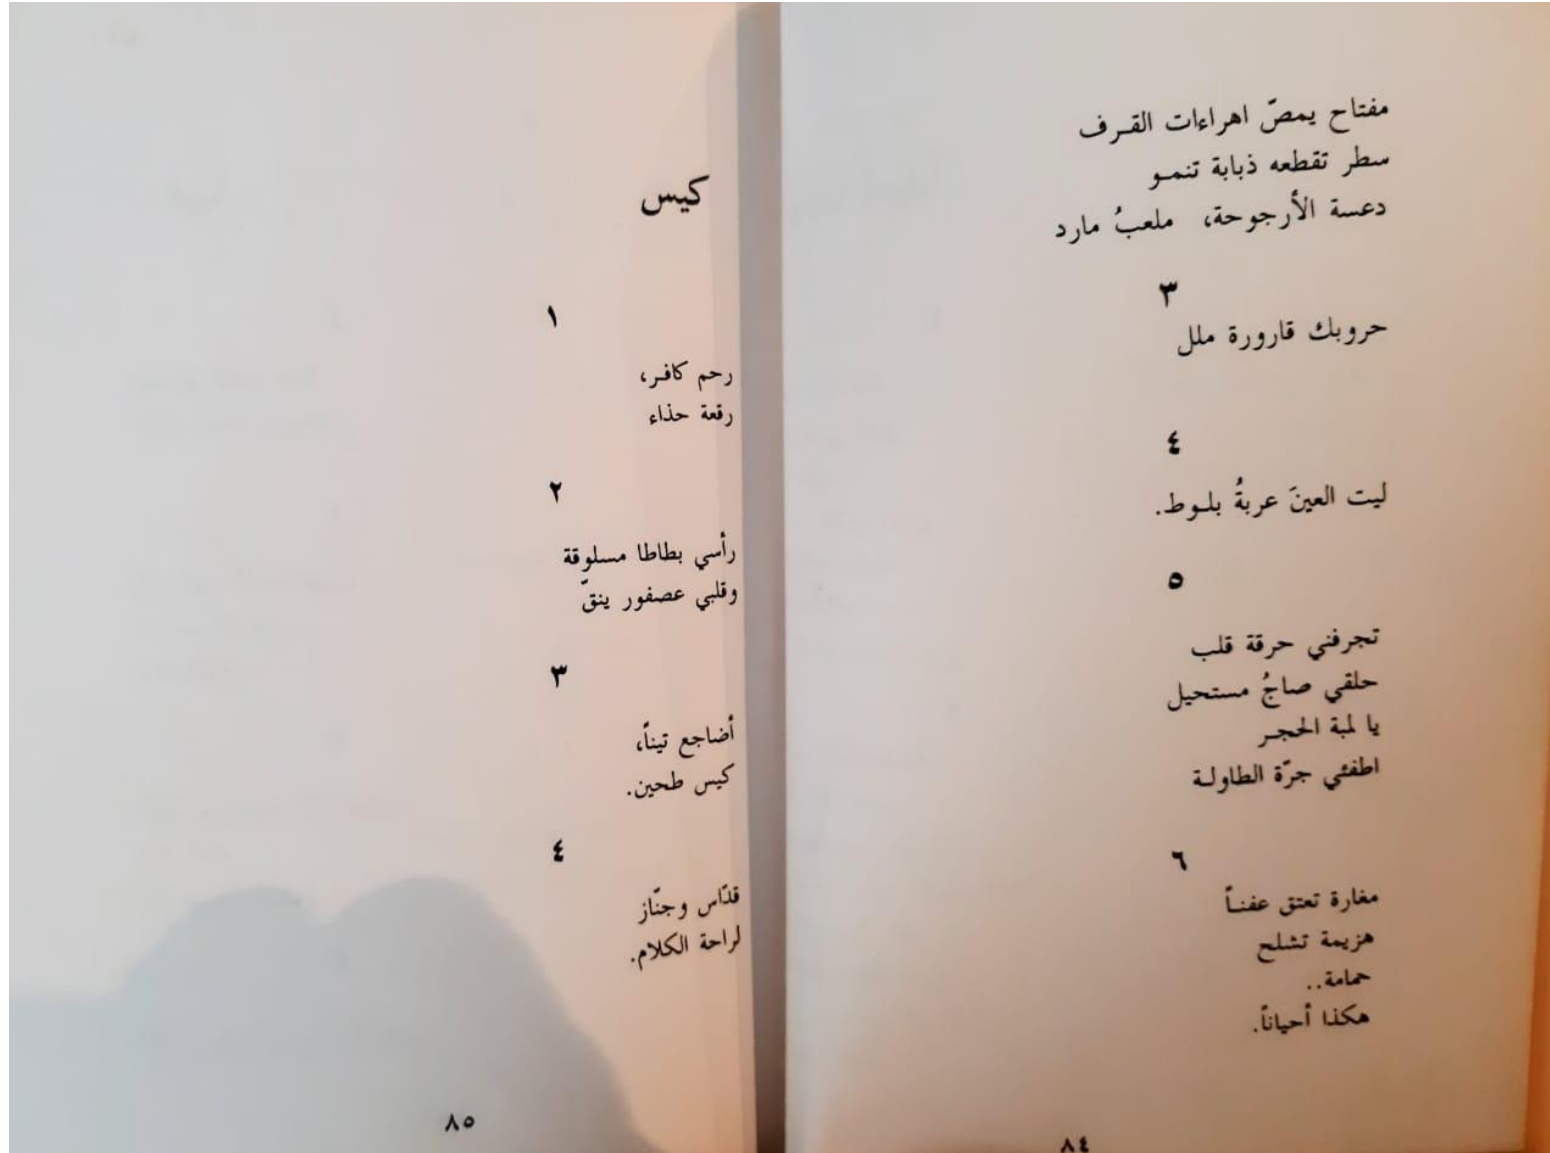 مفتاح يمصّ اهراءات القرف
سطر تقطعه ذبابة تنمو
دعسة الأرجوحة، ملعبُ مارد
٣
حروبك قارورة ملل
٤
ليت العينَ عربةُ بلوط.
٥
تجرفني حرقة قلب
حلقي صاجُ مستحيل
يا لمبة الحجر
اطفئي جرّة الطاولة
٦
مغارة تعتق عفناً
هزيمة تشلح
حمامة..
هكذا أحياناً.
٨٤
كيس
١
رحم كافر،
رقعة حذاء
٢
رأسي بطاطا مسلوقة
وقلبي عصفور ينقّ
٣
أضاجع تيناً،
كيس طحين.
٤
قدّاس وجنّاز
لراحة الكلام.
٨٥